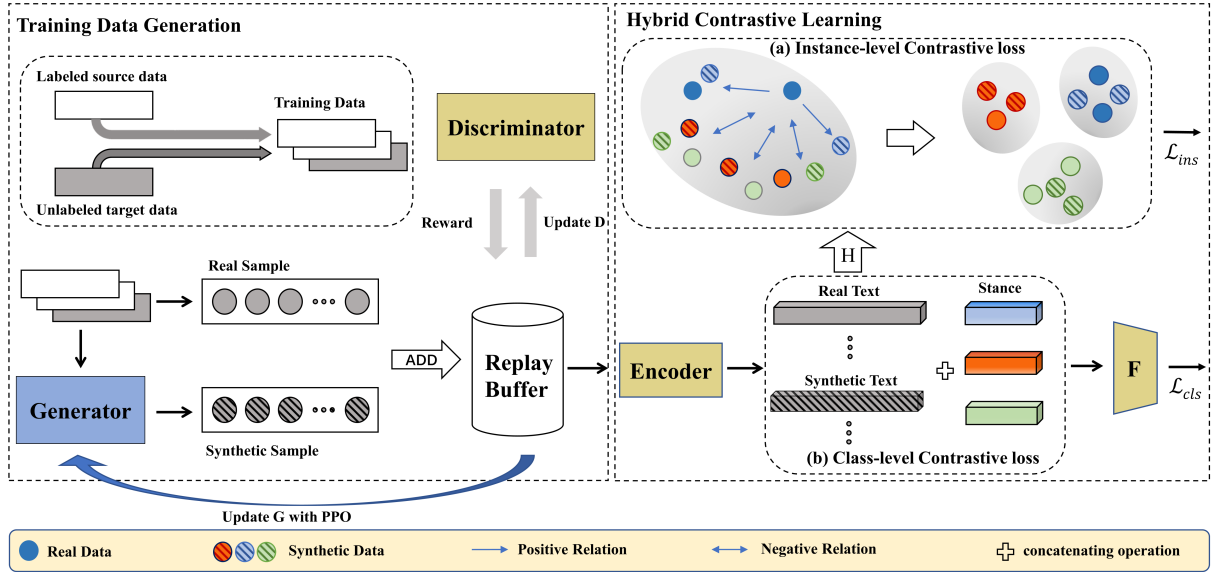 Training Data Generation
Labeled source data
Training Data
Unlabeled target data
Discriminator
Reward
Update D
Real Sample
ADD
Replay
Buffer
Generator
Synthetic Sample
Update G with PPO
Hybrid Contrastive Learning
(a) Instance-level Contrastive loss
ℒins
H
Real Text
Stance
Encoder
Synthetic Text
F
ℒcls
(b) Class-level Contrastive loss
Real Data
Synthetic Data
Positive Relation
Negative Relation
concatenating operation